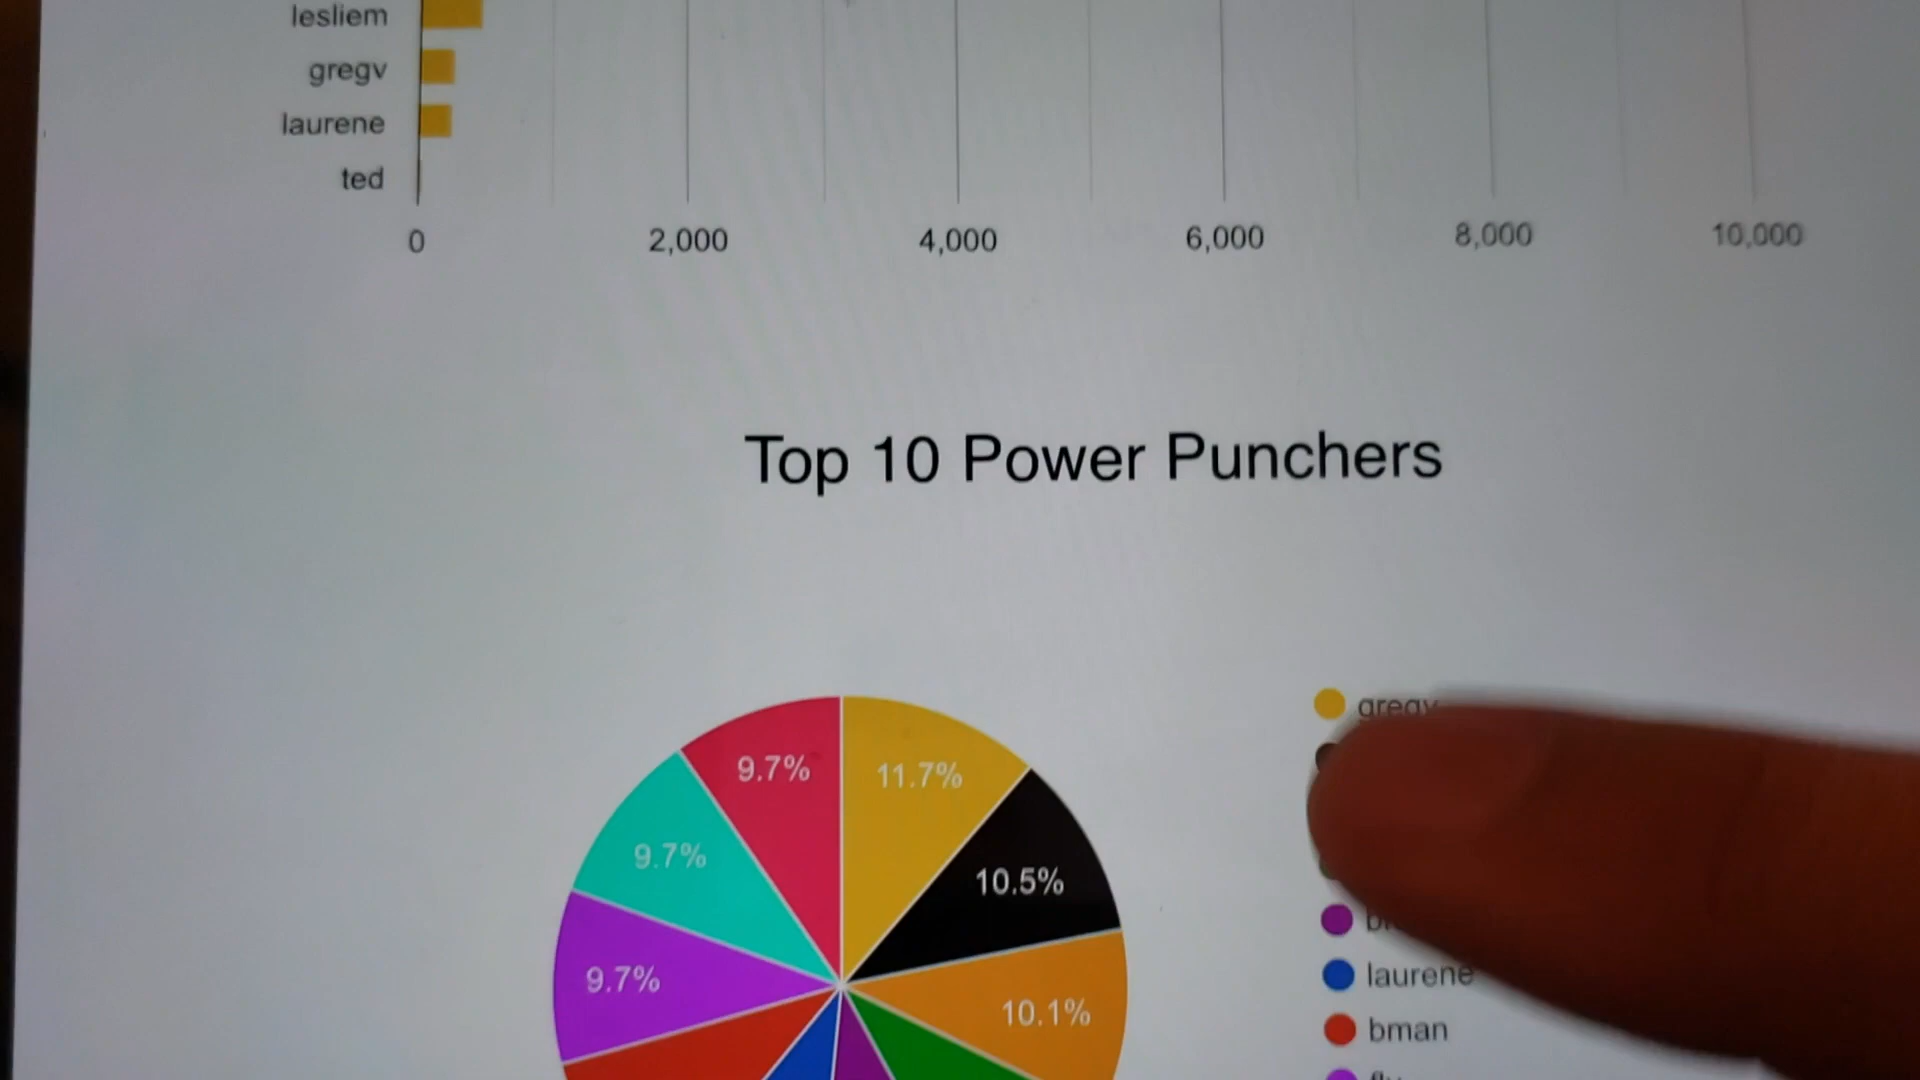 lesliem
gregv
laurene
ted
0 2,000 4,000 6,000 8,000 10,000
Top 10 Power Punchers
gregv
9.7% 11.7%
9.7%
10.5%
9.7%
10.1%
laurene
bman